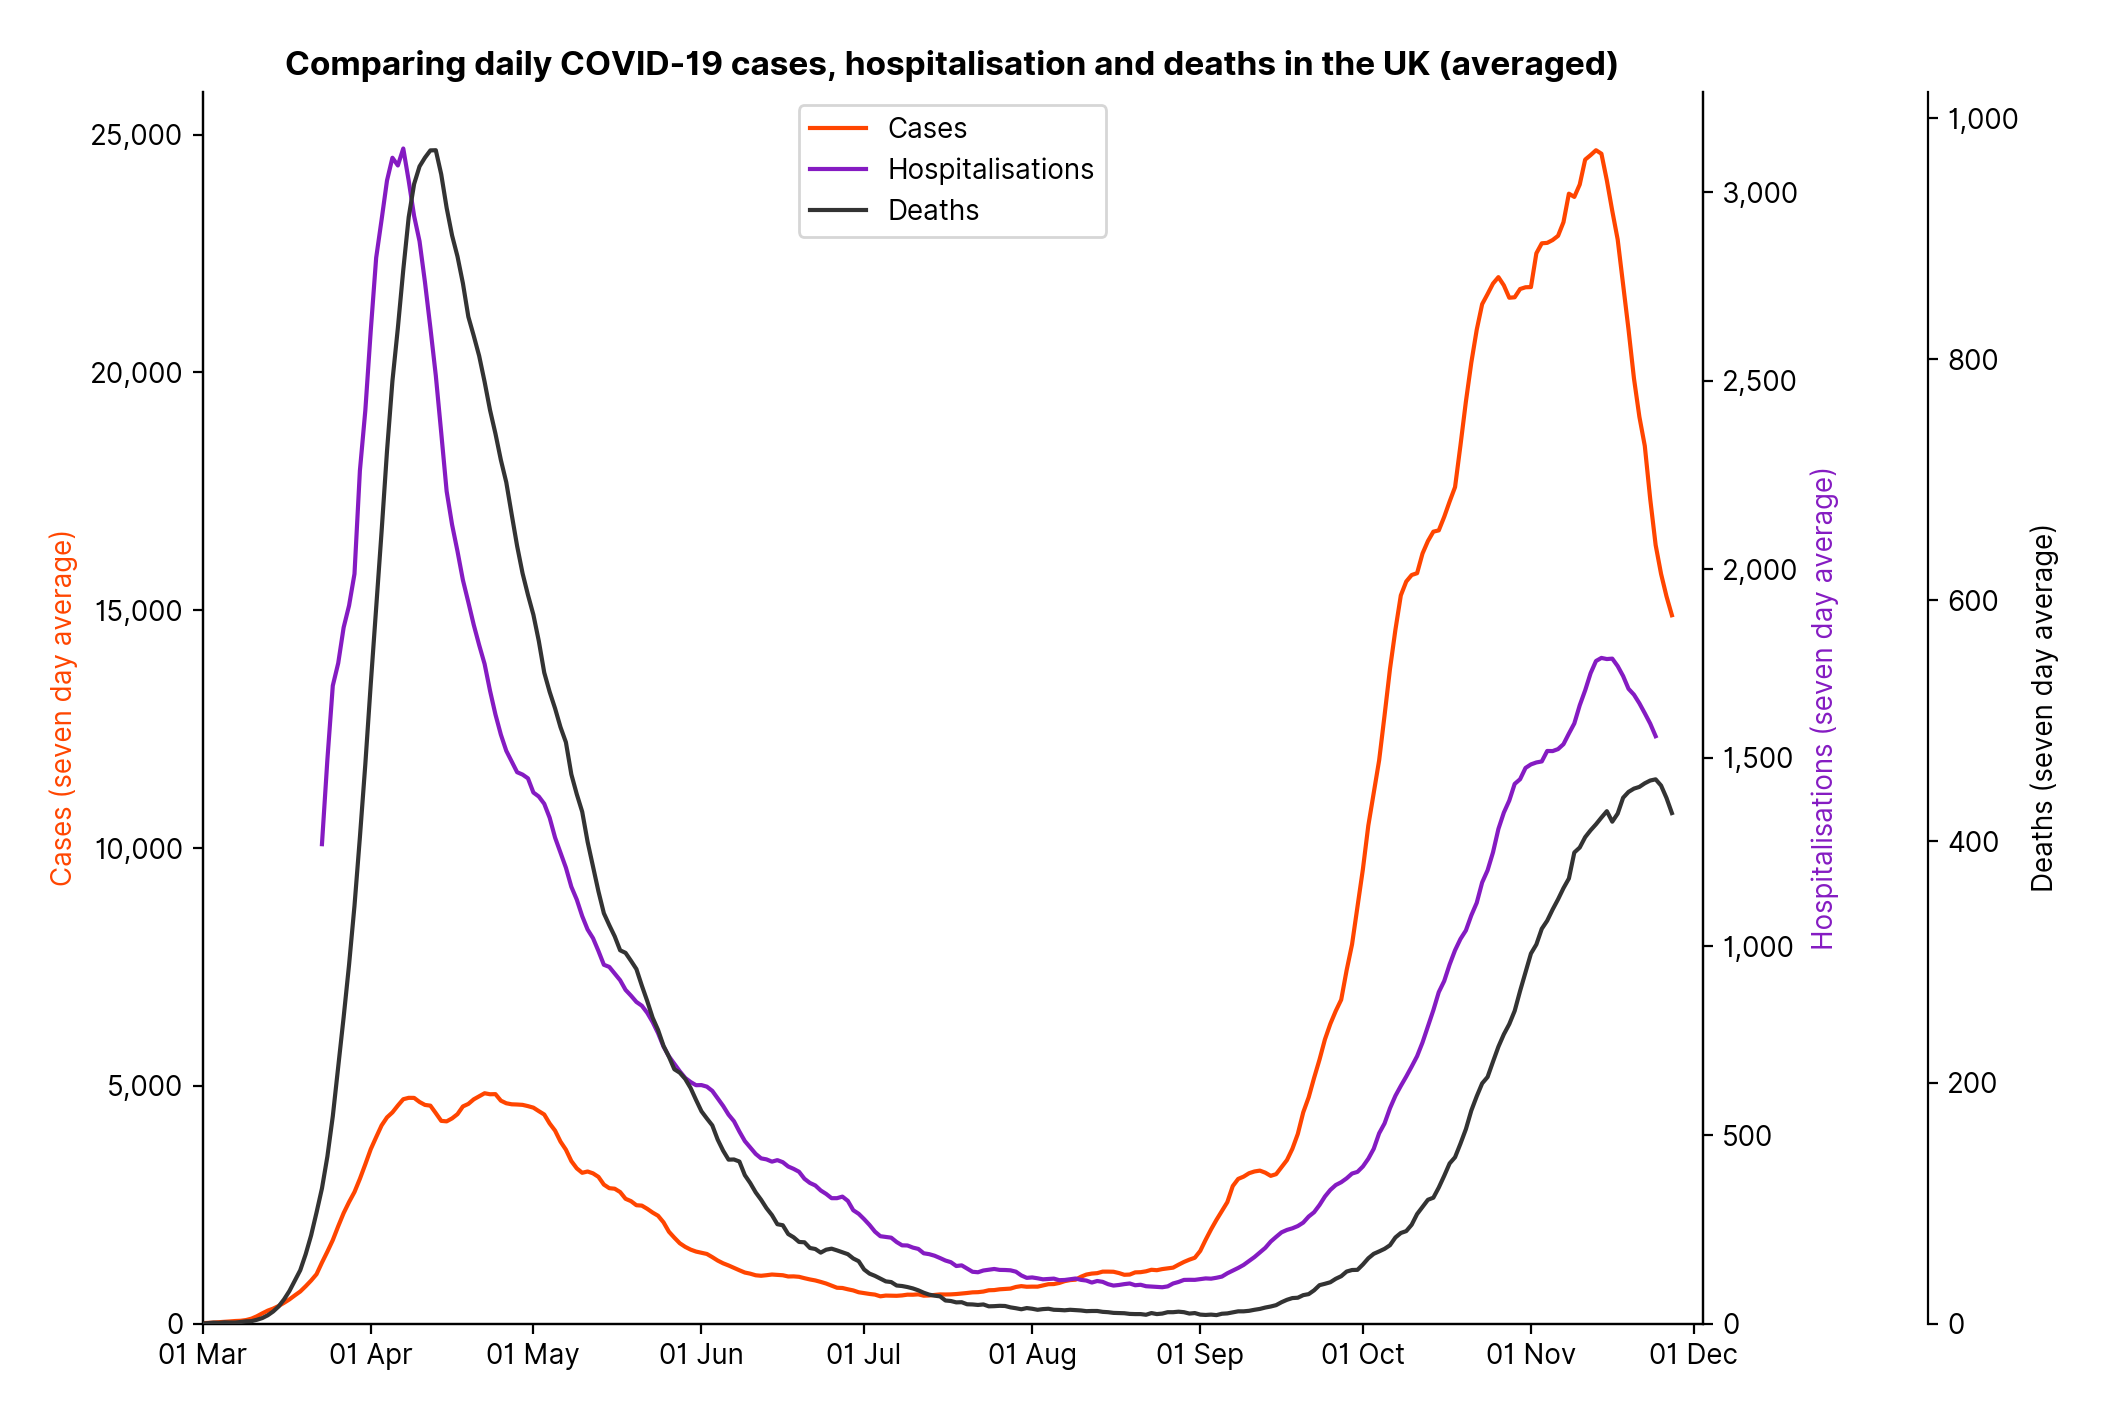 Comparing daily COVID-19 cases, hospitalisation and deaths in the UK (averaged)
Cases
Hospitalisations
Deaths
Cases (seven day average)
25,000
20,000
15,000
10,000
5,000
0
01 Mar
01 Apr
01 May
01 Jun
01 Jul
01 Aug
01 Sep
01 Oct
01 Nov
01 Dec
3,000
2,500
2,000
1,500
1,000
500
0
Hospitalisations (seven day average)
1,000
800
600
400
200
0
Deaths (seven day average)